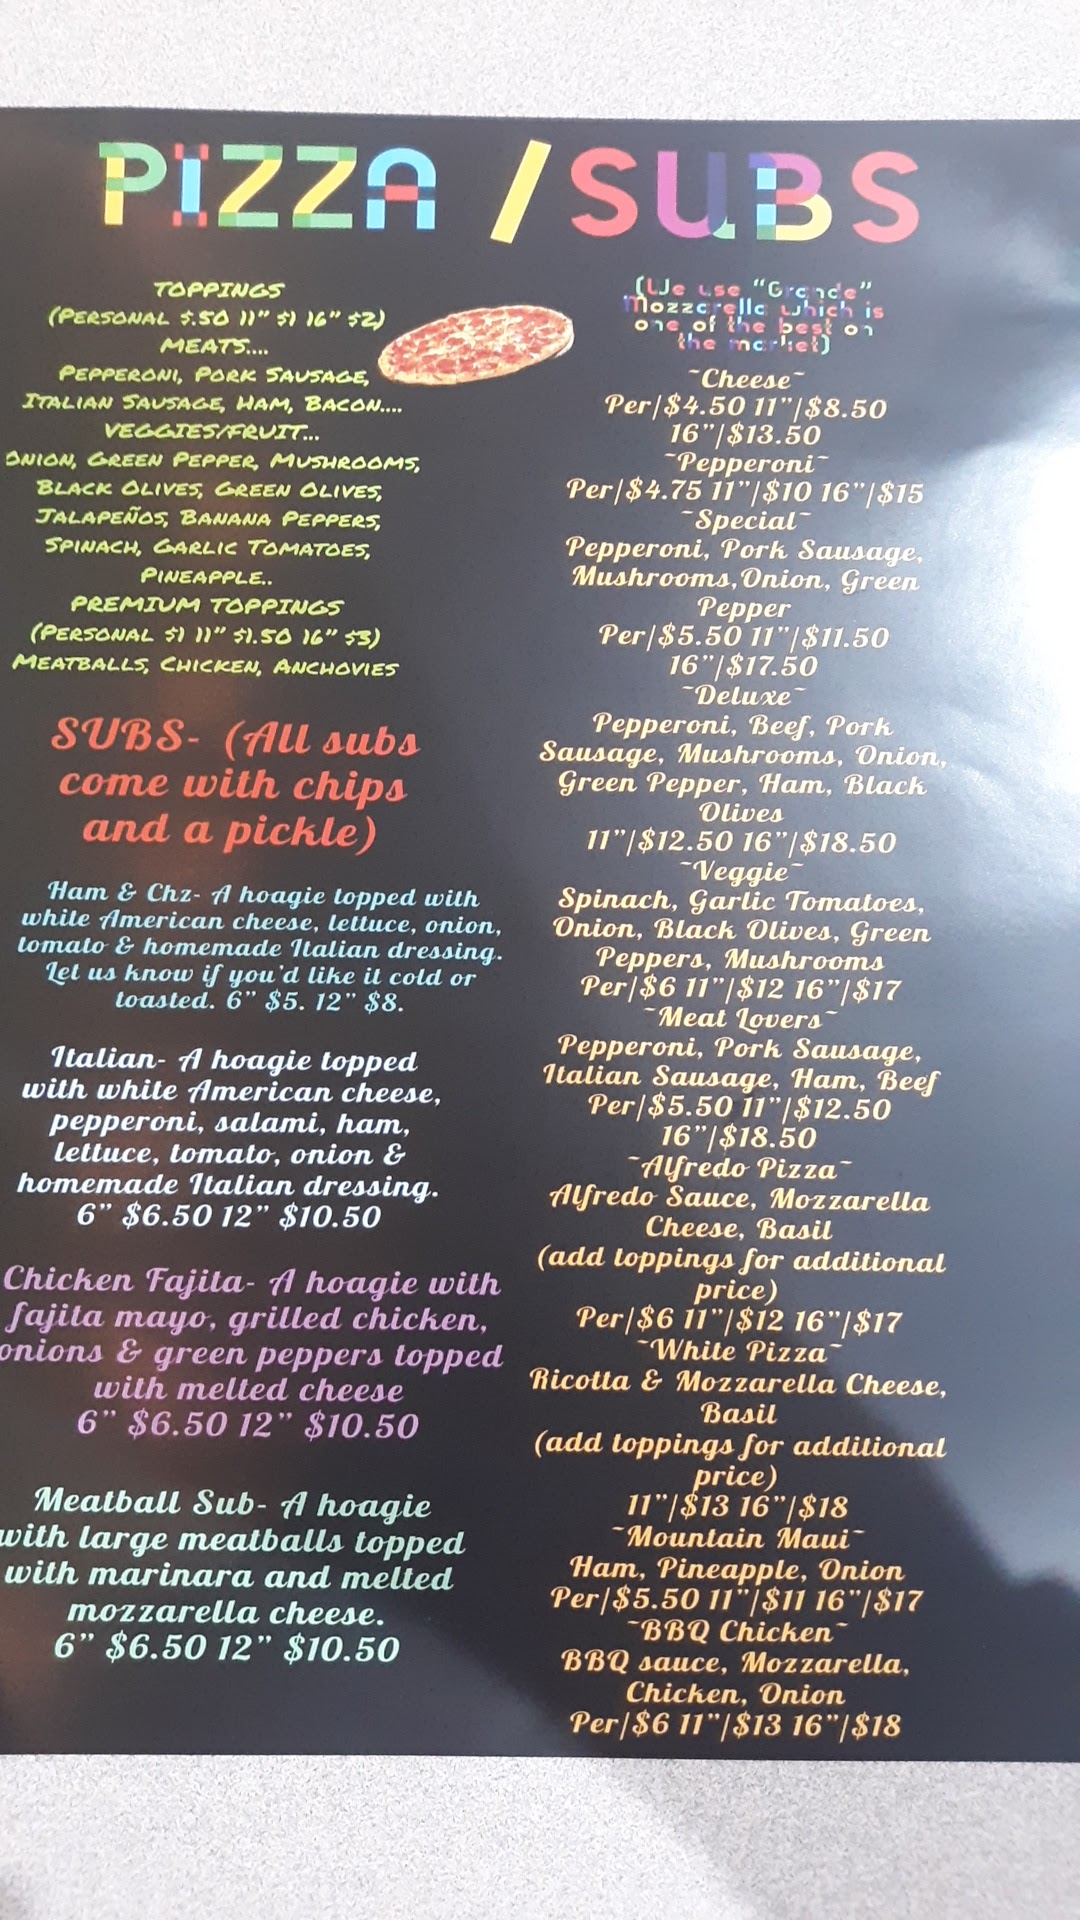 PIZZA / SUBS
TOPPINGS
(PERSONAL $.50 11" $1 16" $2)
MEATS....
PEPPERONI, PORK SAUSAGE,
ITALIAN SAUSAGE, HAM, BACON....
VEGGIES/FRUIT...
ONION, GREEN PEPPER, MUSHROOMS,
BLACK OLIVES, GREEN OLIVES,
JALAPEÑOS, BANANA PEPPERS,
SPINACH, GARLIC TOMATOES,
PINEAPPLE..
PREMIUM TOPPINGS
(PERSONAL $1 11" $1.50 16" $3)
MEATBALLS, CHICKEN, ANCHOVIES
SUBS- (All subs
come with chips
and a pickle)
Ham & Chz- A hoagie topped with
white American cheese, lettuce, onion,
tomato & homemade Italian dressing.
Let us know if you'd like it cold or
toasted. 6" $5. 12" $8.
Italian- A hoagie topped
with white American cheese,
pepperoni, salami, ham,
lettuce, tomato, onion &
homemade Italian dressing.
6" $6.50 12" $10.50
Chicken Fajita- A hoagie with
fajita mayo, grilled chicken,
onions & green peppers topped
with melted cheese
6" $6.50 12" $10.50
Meatball Sub- A hoagie
with large meatballs topped
with marinara and melted
mozzarella cheese.
6" $6.50 12" $10.50
(We use "Grande"
Mozzarella which is
one of the best on
the market)
~Cheese~
Per/$4.50 11"/$8.50
16"/$13.50
~Pepperoni~
Per/$4.75 11"/$10 16"/$15
~Special~
Pepperoni, Pork Sausage,
Mushrooms,Onion, Green
Pepper
Per/$5.50 11"/$11.50
16"/$17.50
~Deluxe~
Pepperoni, Beef, Pork
Sausage, Mushrooms, Onion,
Green Pepper, Ham, Black
Olives
11"/$12.50 16"/$18.50
~Veggie~
Spinach, Garlic Tomatoes,
Onion, Black Olives, Green
Peppers, Mushrooms
Per/$6 11"/$12 16"/$17
~Meat Lovers~
Pepperoni, Pork Sausage,
Italian Sausage, Ham, Beef
Per/$5.50 11"/$12.50
16"/$18.50
~Alfredo Pizza~
Alfredo Sauce, Mozzarella
Cheese, Basil
(add toppings for additional
price)
Per/$6 11"/$12 16"/$17
~White Pizza~
Ricotta & Mozzarella Cheese,
Basil
(add toppings for additional
price)
11"/$13 16"/$18
~Mountain Maui~
Ham, Pineapple, Onion
Per/$5.50 11"/$11 16"/$17
~BBQ Chicken~
BBQ sauce, Mozzarella,
Chicken, Onion
Per/$6 11"/$13 16"/$18